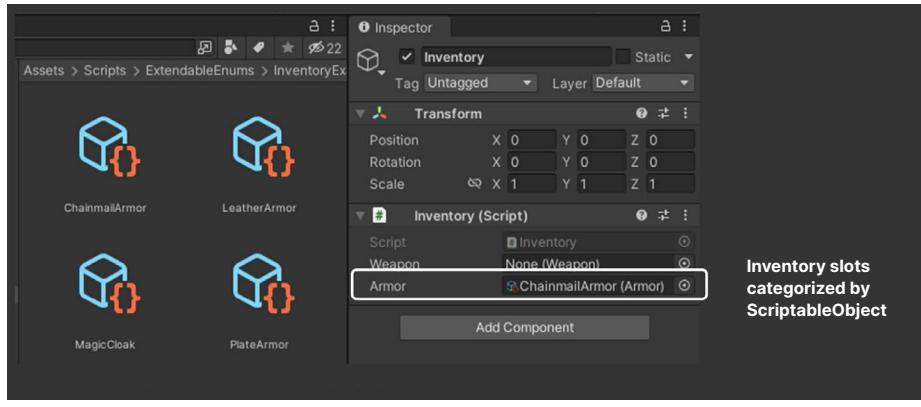 22
Assets > Scripts > ExtendableEnums > InventoryEx
ChainmailArmor
LeatherArmor
MagicCloak
PlateArmor
Inspector
Inventory
Static
Tag Untagged Layer Default
Transform
Position X 0 Y 0 Z 0
Rotation X 0 Y 0 Z 0
Scale X 1 Y 1 Z 1
# Inventory (Script)
Script Inventory
Weapon None (Weapon)
Armor ChainmailArmor (Armor)
Add Component
Inventory slots
categorized by
ScriptableObject